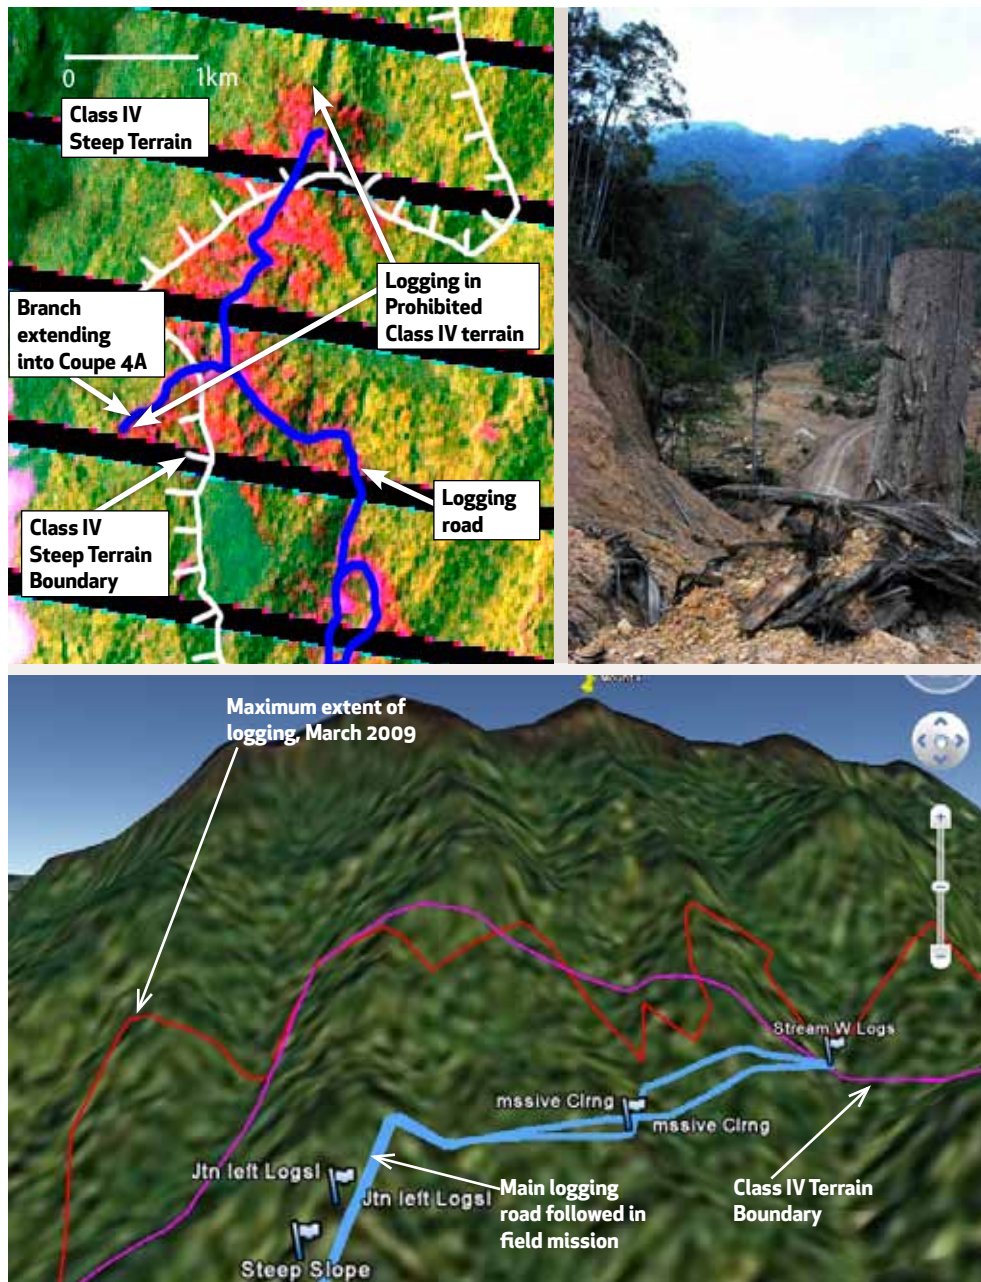 0 1km
Class IV
Steep Terrain
Logging in
Prohibited
Class IV terrain
Branch
extending
into Coupe 4A
Logging
road
Class IV
Steep Terrain
Boundary
Maximum extent of
logging, March 2009
Stream W Logs
mssive Clrng
mssive Clrng
Jtn left Logsl
Jtn left Logsl
Main logging
road followed in
field mission
Class IV Terrain
Boundary
Steep Slope